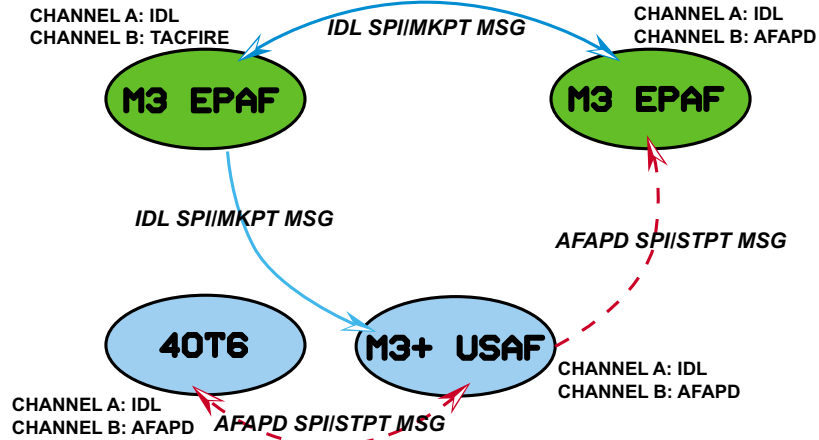 CHANNEL A: IDL
CHANNEL B: TACFIRE
IDL SPI/MKPT MSG
CHANNEL A: IDL
CHANNEL B: AFAPD
M3 EPAF
M3 EPAF
IDL SPI/MKPT MSG
AFAPD SPI/STPT MSG
40T6
M3+ USAF
CHANNEL A: IDL
CHANNEL B: AFAPD
CHANNEL A: IDL
CHANNEL B: AFAPD
AFAPD SPI/STPT MSG